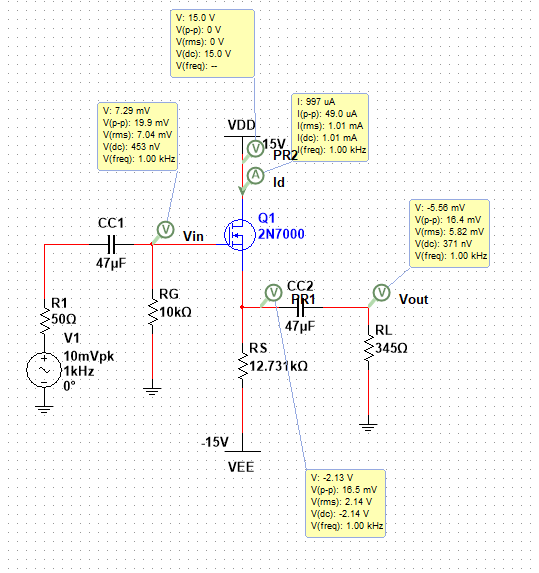 V: 15.0 V
V(p-p): 0 V
V(rms): 0 V
V(dc): 15.0 V
V(freq): --
V: 7.29 mV
V(p-p): 19.9 mV
V(rms): 7.04 mV
V(dc): 453 nV
V(freq): 1.00 kHz
I: 997 uA
I(p-p): 49.0 uA
I(rms): 1.01 mA
I(dc): 1.01 mA
I(freq): 1.00 kHz
VDD
V
15V
PR2
A
Id
V: -5.56 mV
V(p-p): 16.4 mV
V(rms): 5.82 mV
V(dc): 371 nV
V(freq): 1.00 kHz
CC1
47µF
V
Vin
Q1
2N7000
V
CC2
PR1
47µF
V
Vout
R1
50Ω
RG
10kΩ
V1
10mVpk
1kHz
0°
RS
12.731kΩ
RL
345Ω
-15V
VEE
V: -2.13 V
V(p-p): 16.5 mV
V(rms): 2.14 V
V(dc): -2.14 V
V(freq): 1.00 kHz